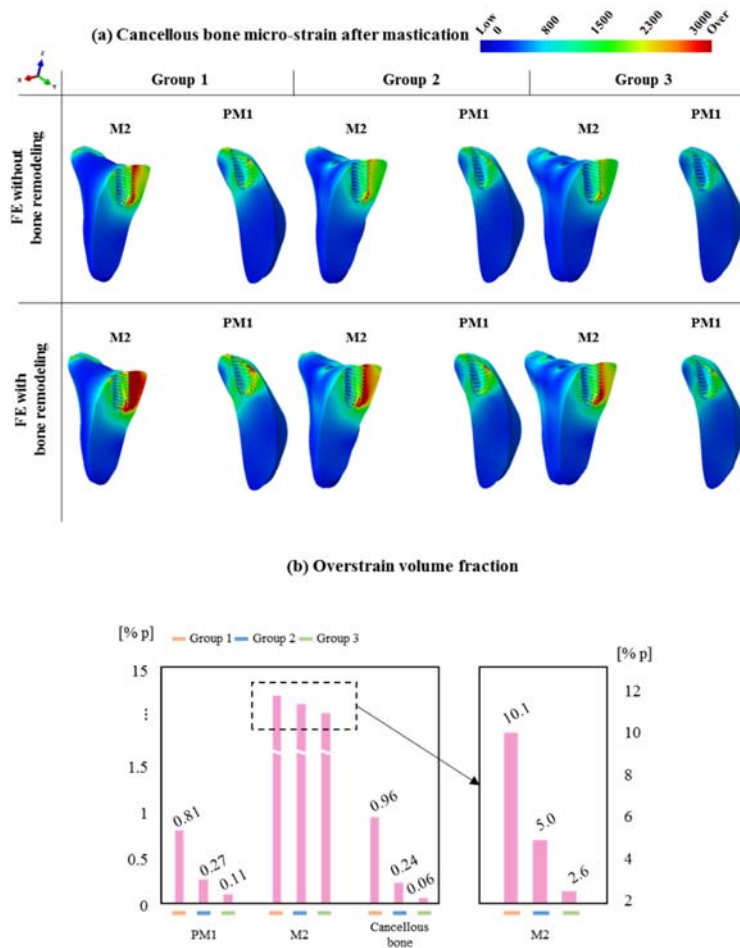 (a) Cancellous bone micro-strain after mastication
Low
0
800
1500
2300
3000
Over
Z
X
Y
Group 1
Group 2
Group 3
FE without
bone remodeling
M2
PM1
M2
PM1
M2
PM1
FE with
bone remodeling
M2
PM1
M2
PM1
M2
PM1
(b) Overstrain volume fraction
[% p]
Group 1
Group 2
Group 3
15
...
1.5
1
0.5
0
0.81
0.27
0.11
0.96
0.24
0.06
PM1
M2
Cancellous
bone
[% p]
12
10
8
6
4
2
10.1
5.0
2.6
M2